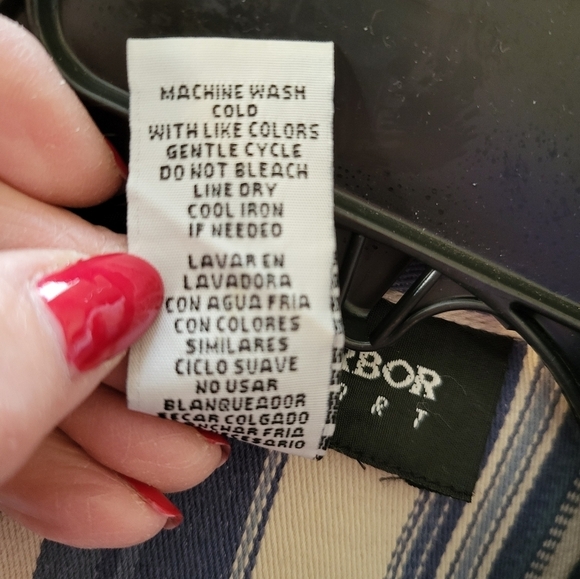 MACHINE WASH
COLD
WITH LIKE COLORS
GENTLE CYCLE
DO NOT BLEACH
LINE DRY
COOL IRON
IF NEEDED
LAVAR EN
LAVADORA
CON AGUA FRIA
CON COLORES
SIMILARES
CICLO SUAVE
NO USAR
BLANQUEADOR
SECAR COLGADO
FRIA